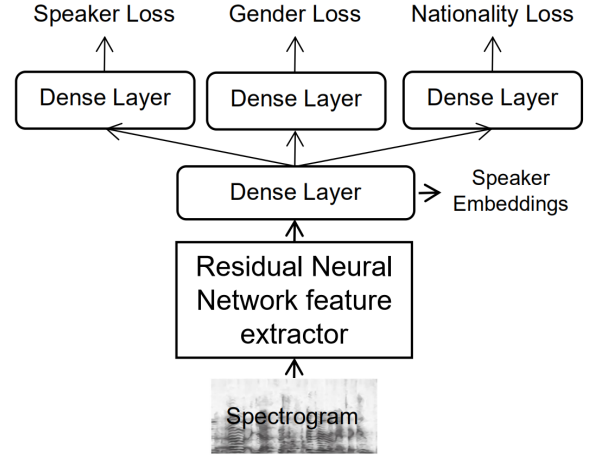 Speaker Loss Gender Loss Nationality Loss
Dense Layer Dense Layer Dense Layer
Dense Layer
Speaker
Embeddings
Residual Neural
Network feature
extractor
Spectrogram